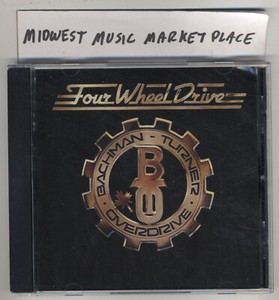 MIDWEST MUSIC MARKET PLACE
Four Wheel Drive
BACHMAN - TURNER
B
T
O
OVERDRIVE